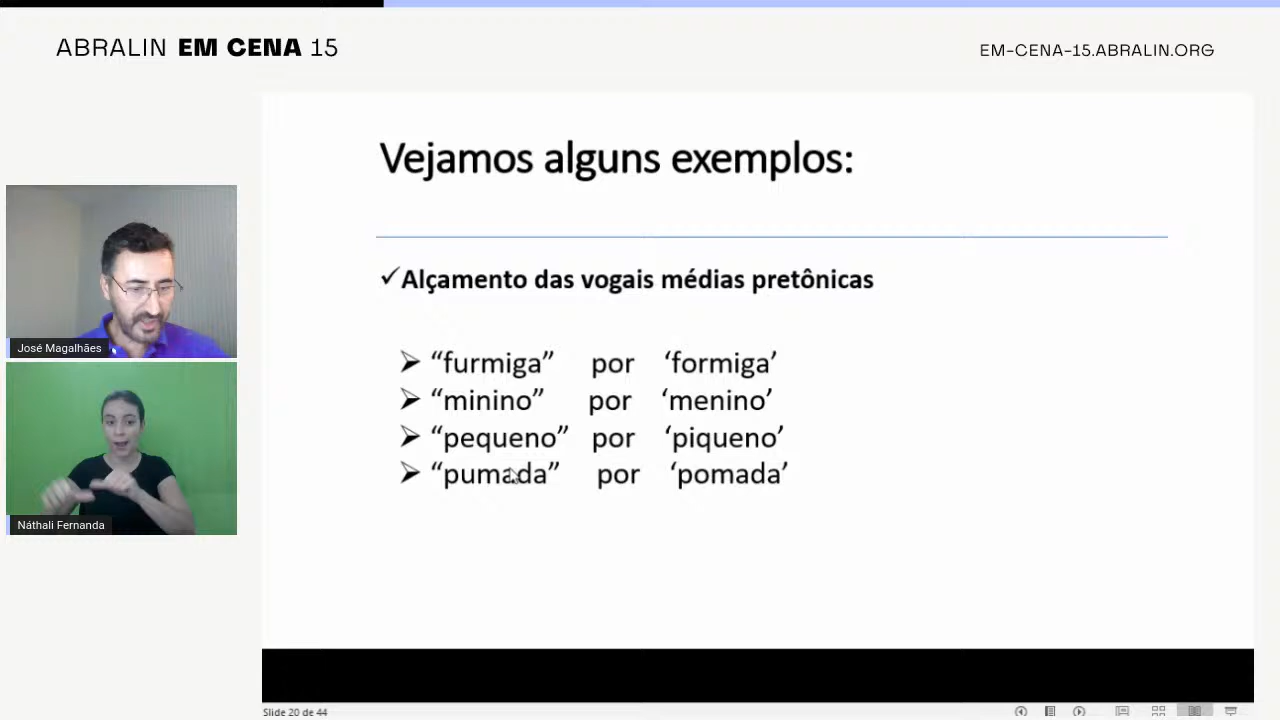 ABRALIN EM CENA 15
EM-CENA-15.ABRALIN.ORG
Vejamos alguns exemplos:
✓Alçamento das vogais médias pretônicas
➢ “furmiga” por ‘formiga’
➢ “minino” por ‘menino’
➢ “pequeno” por ‘piqueno’
➢ “pumada” por ‘pomada’
José Magalhães
Náthali Fernanda
Slide 20 de 44